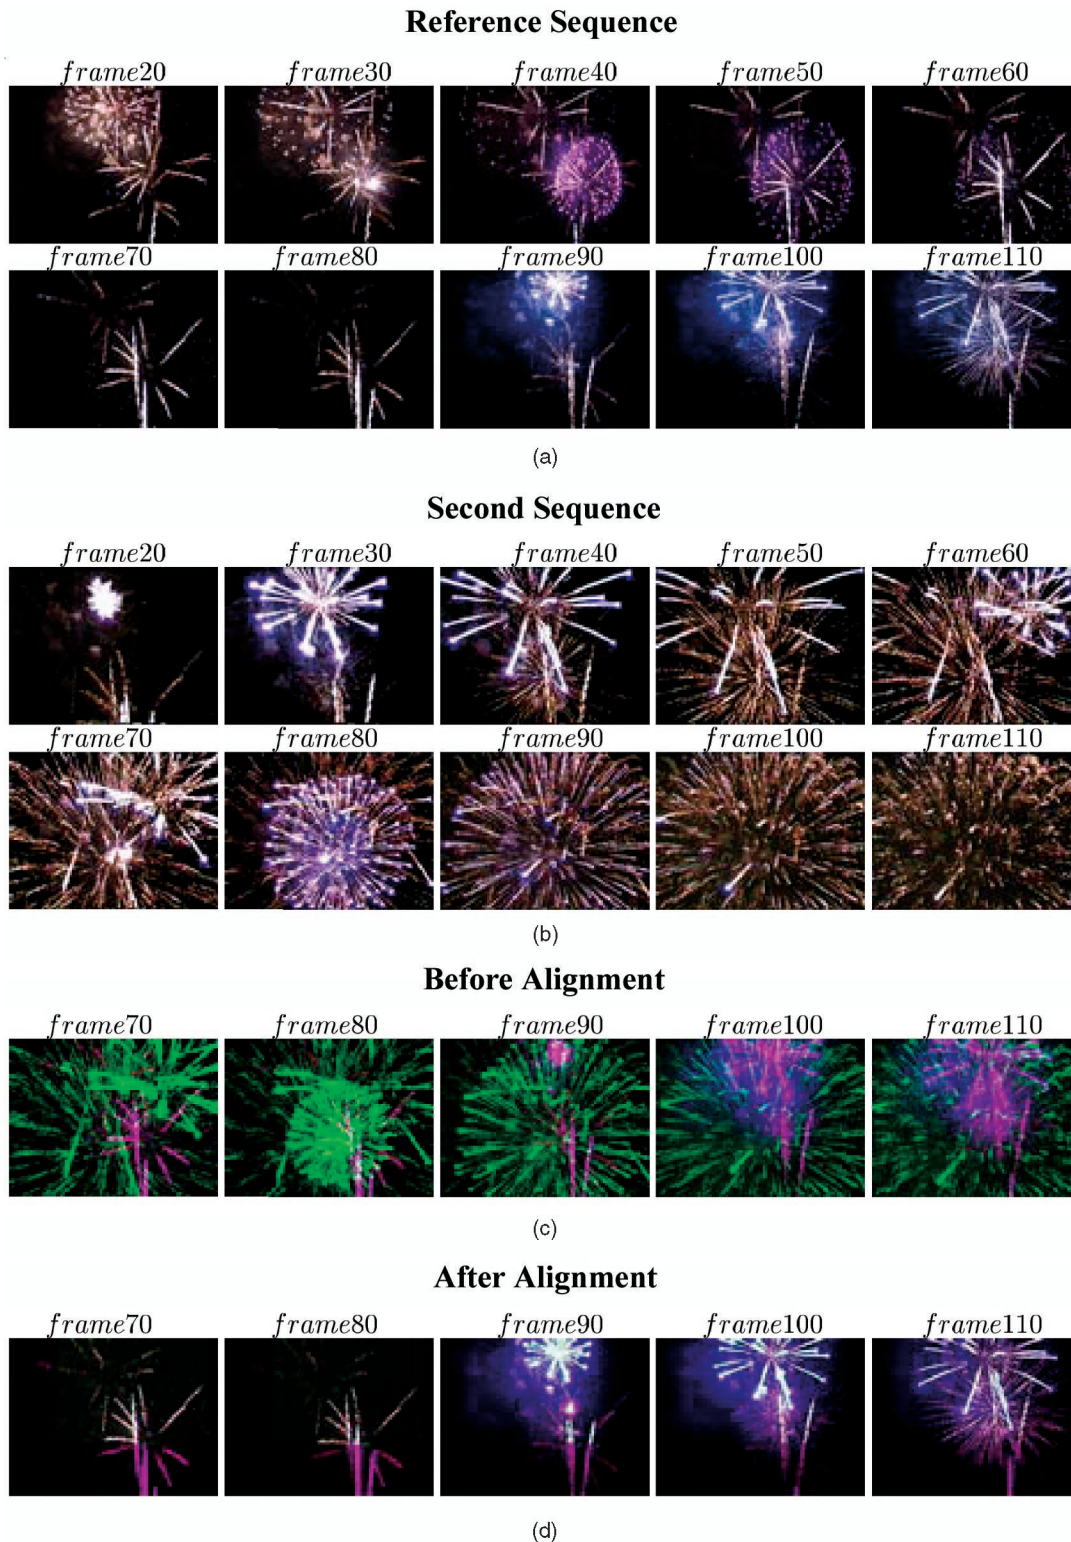 Reference Sequence
frame20 frame30 frame40 frame50 frame60
frame70 frame80 frame90 frame100 frame110
(a)
Second Sequence
frame20 frame30 frame40 frame50 frame60
frame70 frame80 frame90 frame100 frame110
(b)
Before Alignment
frame70 frame80 frame90 frame100 frame110
(c)
After Alignment
frame70 frame80 frame90 frame100 frame110
(d)